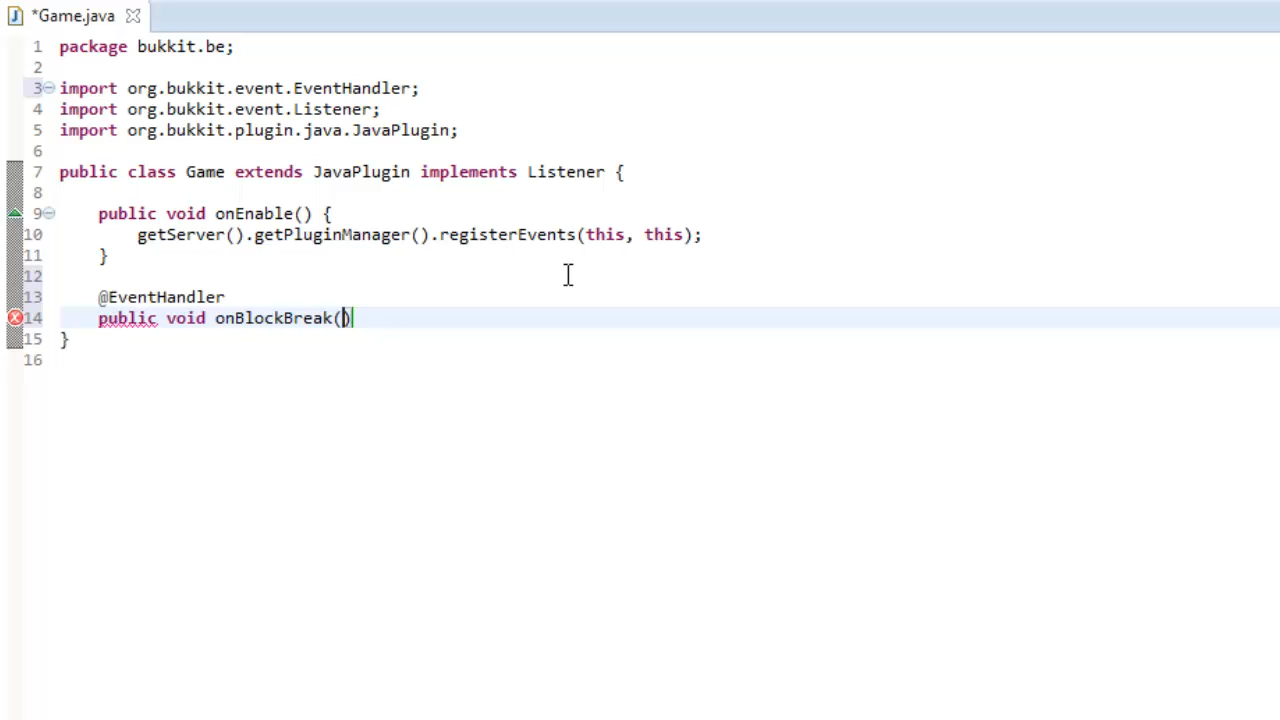 *Game.java
1 package bukkit.be;
2
3 import org.bukkit.event.EventHandler;
4 import org.bukkit.event.Listener;
5 import org.bukkit.plugin.java.JavaPlugin;
6
7 public class Game extends JavaPlugin implements Listener {
8
9 public void onEnable() {
10 getServer().getPluginManager().registerEvents(this, this);
11 }
12
13 @EventHandler
14 public void onBlockBreak()
15 }
16